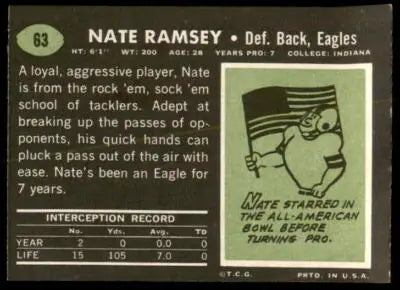 63 NATE RAMSEY • Def. Back, Eagles
HT: 6'1" WT: 200 AGE: 28 YEARS PRO: 7 COLLEGE: INDIANA
A loyal, aggressive player, Nate
is from the rock 'em, sock 'em
school of tacklers. Adept at
breaking up the passes of op-
ponents, his quick hands can
pluck a pass out of the air with
ease. Nate's been an Eagle for
7 years.
INTERCEPTION RECORD
No. Yds. Avg. TD
YEAR 2 0 0.0 0
LIFE 15 105 7.0 0
NATE STARRED IN
THE ALL-AMERICAN
BOWL BEFORE
TURNING PRO.
©T.C.G. PRTD. IN U.S.A.